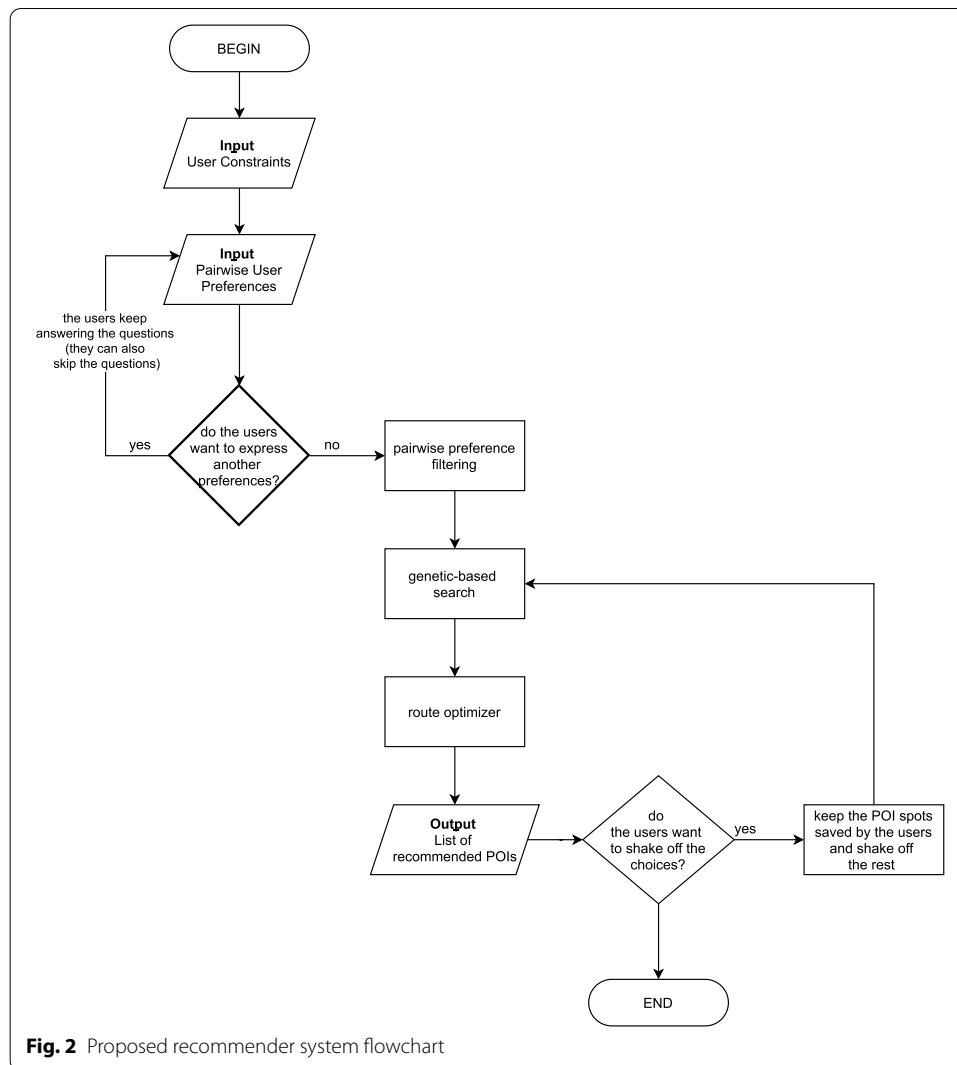 BEGIN
Input
User Constraints
Input
Pairwise User
Preferences
the users keep
answering the questions
(they can also
skip the questions)
do the users
want to express
another
preferences?
yes
no
pairwise preference
filtering
genetic-based
search
route optimizer
Output
List of
recommended POIs
do
the users want
to shake off the
choices?
yes
keep the POI spots
saved by the users
and shake off
the rest
END
Fig. 2 Proposed recommender system flowchart